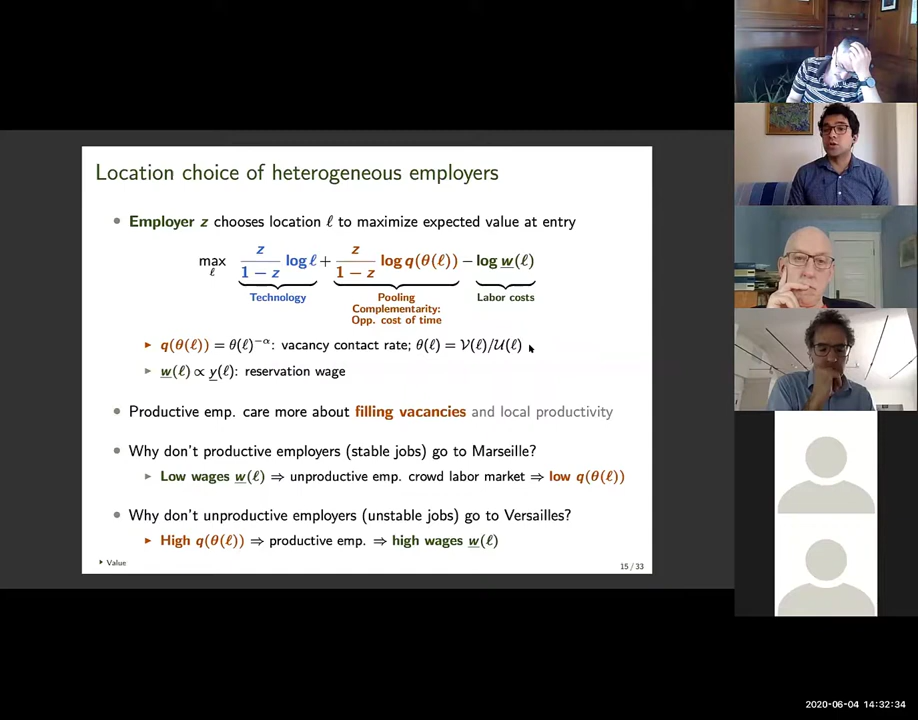 Location choice of heterogeneous employers
• Employer z chooses location ℓ to maximize expected value at entry
max_ℓ z/(1 − z) log ℓ + z/(1 − z) log q(θ(ℓ)) − log w(ℓ)
Technology
Pooling
Complementarity:
Opp. cost of time
Labor costs
▸ q(θ(ℓ)) = θ(ℓ)^−α: vacancy contact rate; θ(ℓ) = 𝒱(ℓ)/𝒰(ℓ)
▸ w(ℓ) ∝ y(ℓ): reservation wage
• Productive emp. care more about filling vacancies and local productivity
• Why don't productive employers (stable jobs) go to Marseille?
▸ Low wages w(ℓ) ⇒ unproductive emp. crowd labor market ⇒ low q(θ(ℓ))
• Why don't unproductive employers (unstable jobs) go to Versailles?
▸ High q(θ(ℓ)) ⇒ productive emp. ⇒ high wages w(ℓ)
▸ Value
15 / 33
2020-06-04 14:32:34